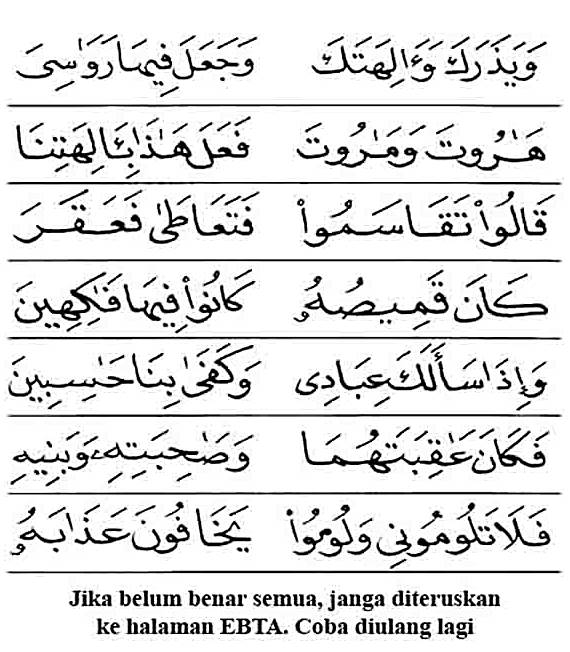 وَيَذَرَكَ وَءَالِهَتَكَ وَجَعَلَ فِيهَا رَوَٰسِىَ
هَـٰرُوتَ وَمَـٰرُوتَ فَعَلَ هَـٰذَا بِـَٔالِهَتِنَا
قَالُوا۟ تَقَاسَمُوا۟ فَتَعَاطَىٰ فَعَقَرَ
كَانَ قَمِيصُهُۥ كَانُوا۟ فِيهَا فَـٰكِهِينَ
وَإِذَا سَأَلَكَ عِبَادِى وَكَفَىٰ بِنَا حَـٰسِبِينَ
فَكَانَ عَـٰقِبَتَهُمَا وَصَـٰحِبَتِهِۦ وَبَنِيهِ
فَلَا تَلُومُونِى وَلُومُوا۟ يَخَافُونَ عَذَابَهُۥ
Jika belum benar semua, janga diteruskan
ke halaman EBTA. Coba diulang lagi